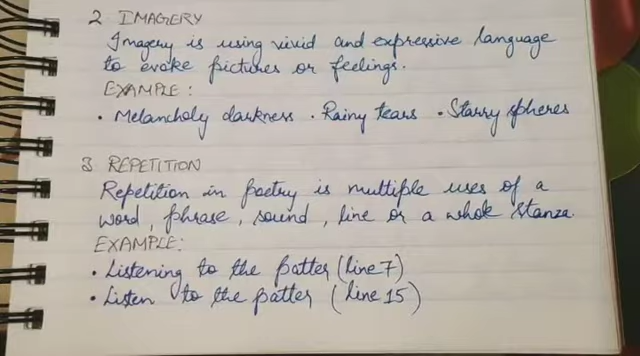 2 IMAGERY
Imagery is using vivid and expressive language
to evoke pictures or feelings.
EXAMPLE:
• Melancholy darkness • Rainy tears • Starry spheres
3 REPETITION
Repetition in poetry is multiple uses of a
word, phrase, sound, line or a whole stanza.
EXAMPLE:
• Listening to the patter (line 7)
• Listen to the patter (line 15)